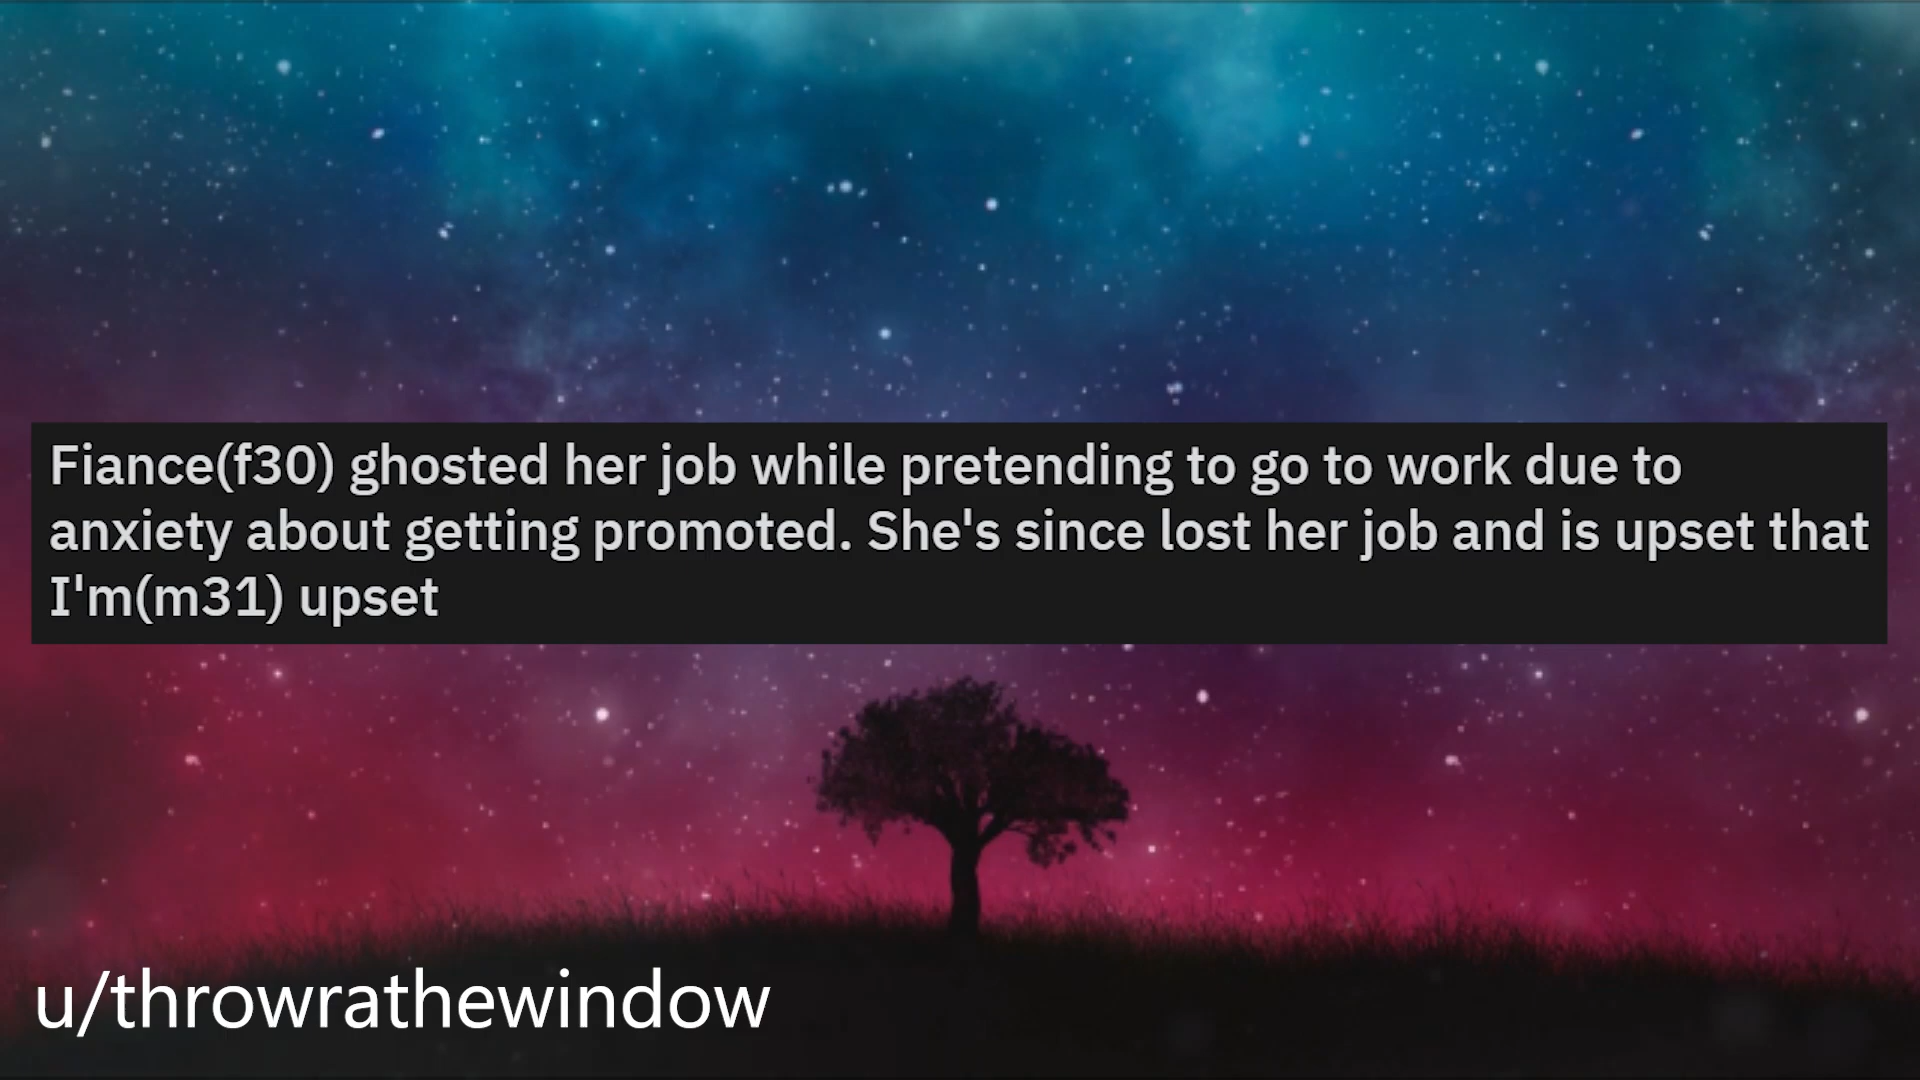 Fiance(f30) ghosted her job while pretending to go to work due to
anxiety about getting promoted. She's since lost her job and is upset that
I'm(m31) upset
u/throwrathewindow